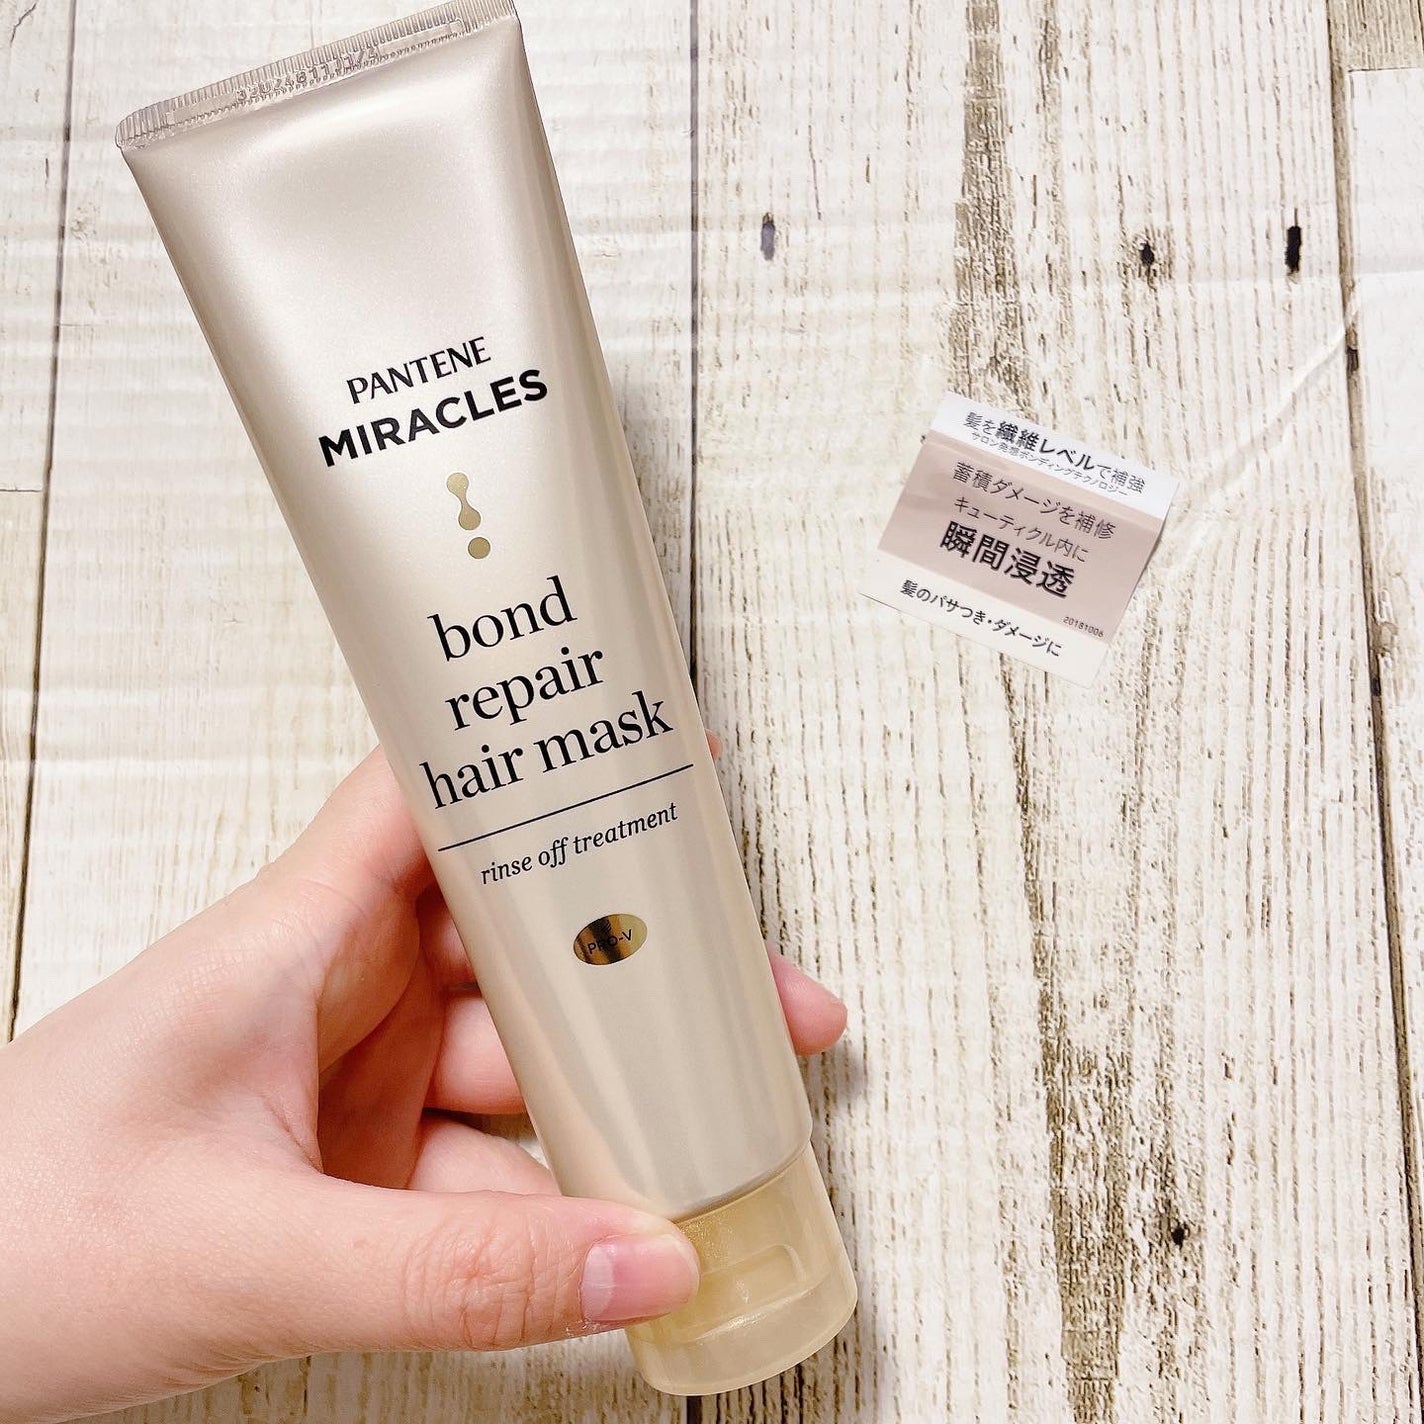 PANTENE
MIRACLES
bond
repair
hair mask
rinse off treatment
PRO-V
髪を繊維レベルで補強
サロン発想ボンディングテクノロジー
蓄積ダメージを補修
キューティクル内に
瞬間浸透
20181006
髪のパサつき・ダメージに